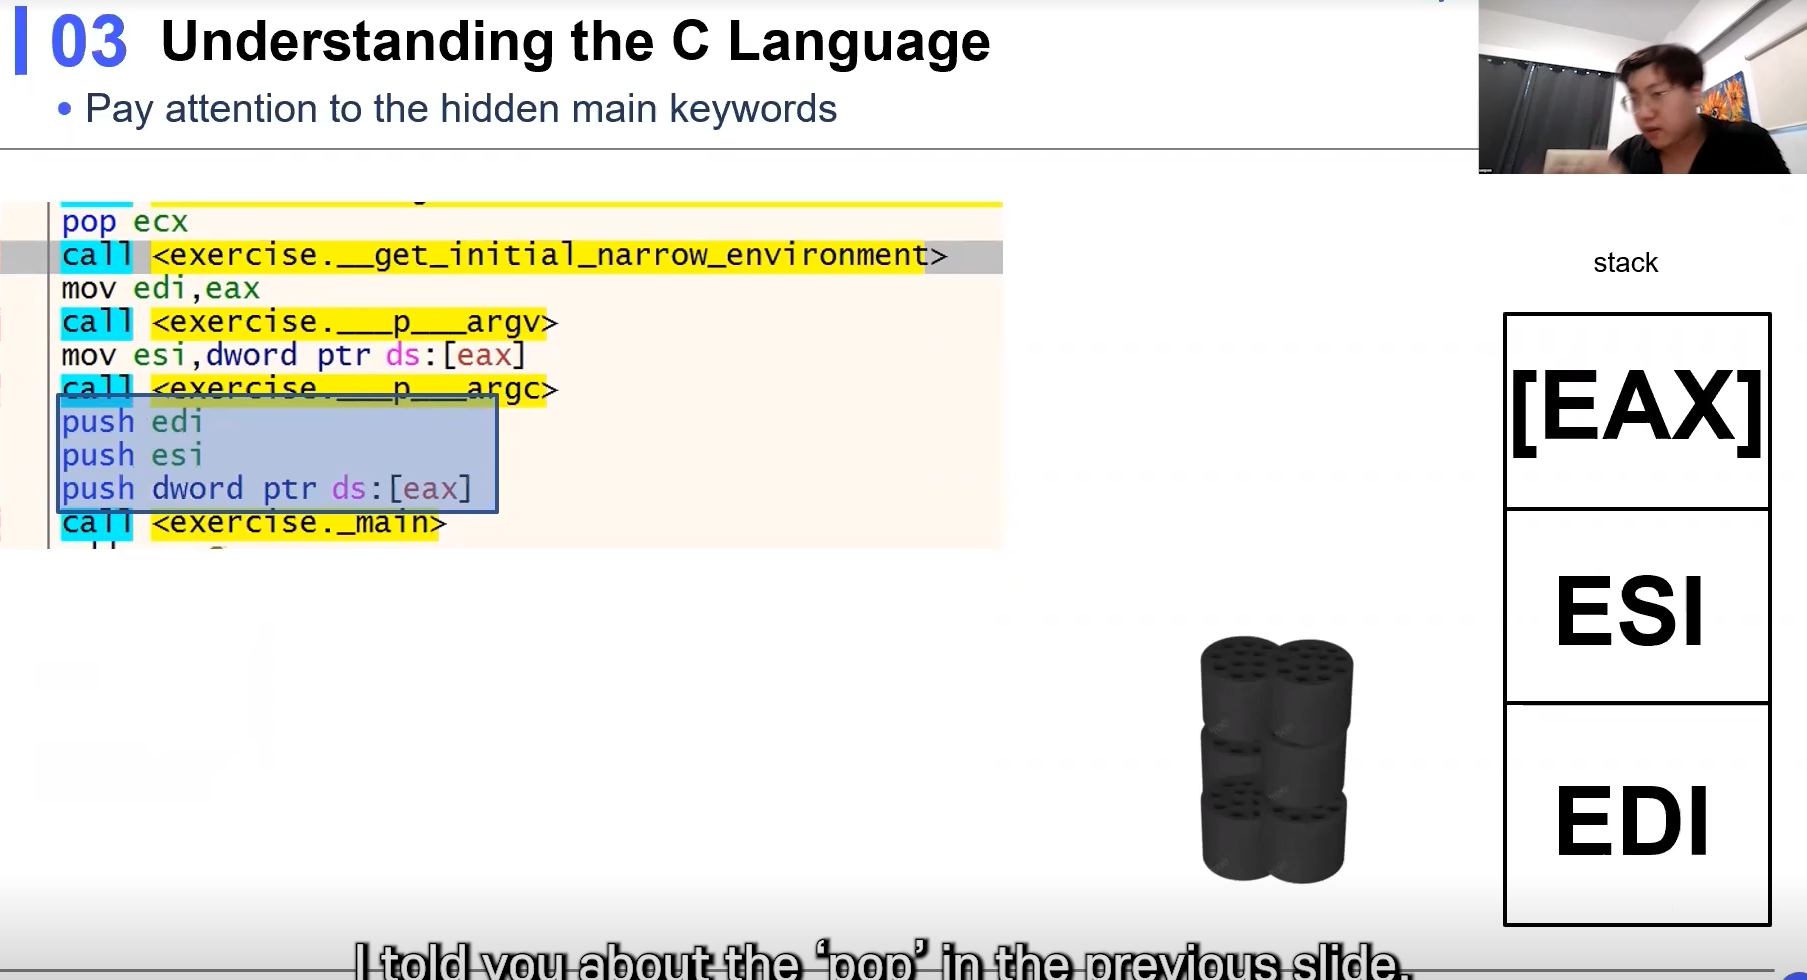 03 Understanding the C Language
• Pay attention to the hidden main keywords
pop ecx
call <exercise.__get_initial_narrow_environment>
mov edi,eax
call <exercise.___p___argv>
mov esi,dword ptr ds:[eax]
call <exercise.___p___argc>
push edi
push esi
push dword ptr ds:[eax]
call <exercise._main>
stack
[EAX]
ESI
EDI
I told you about the ‘pop’ in the previous slide.